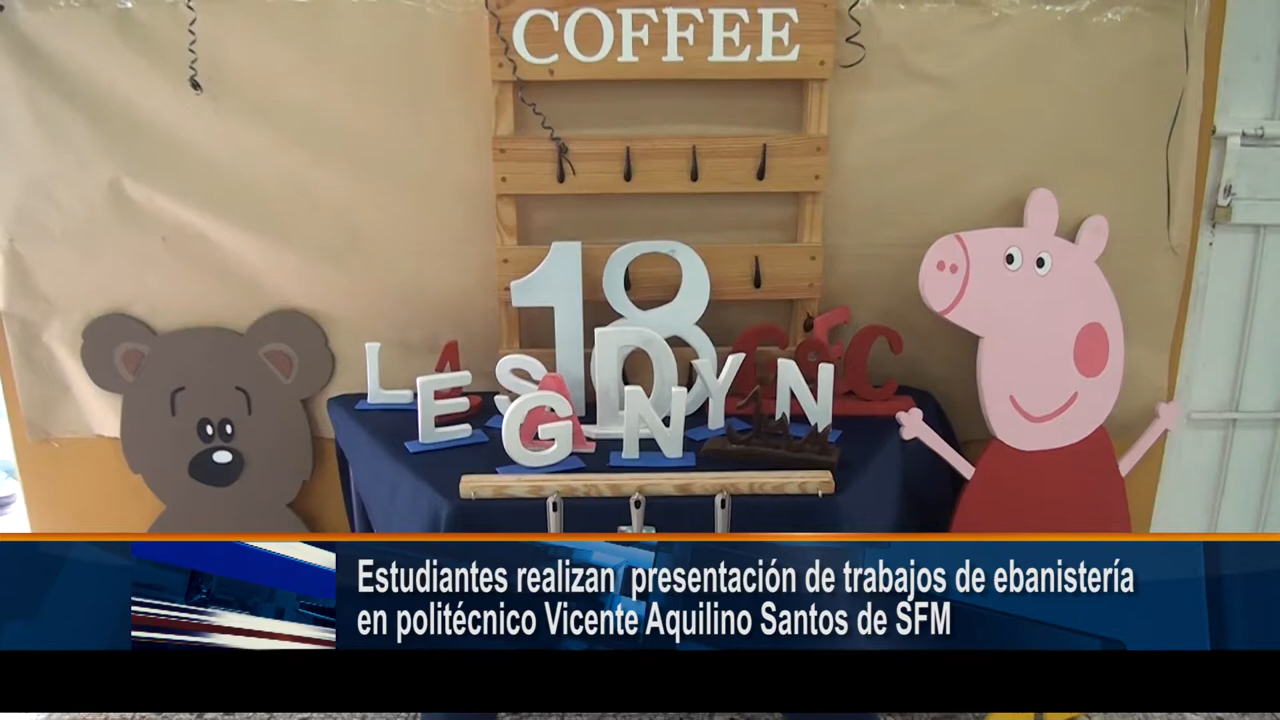 COFFEE
18
L A S D Y N C & C
E G A N
Estudiantes realizan presentación de trabajos de ebanistería
en politécnico Vicente Aquilino Santos de SFM